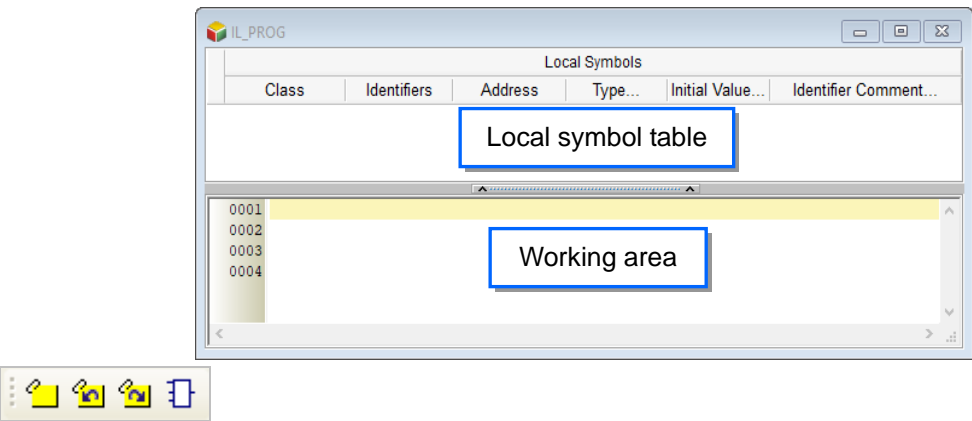 IL_PROG
Local Symbols
Class Identifiers Address Type... Initial Value... Identifier Comment...
Local symbol table
0001
0002
0003
0004
Working area